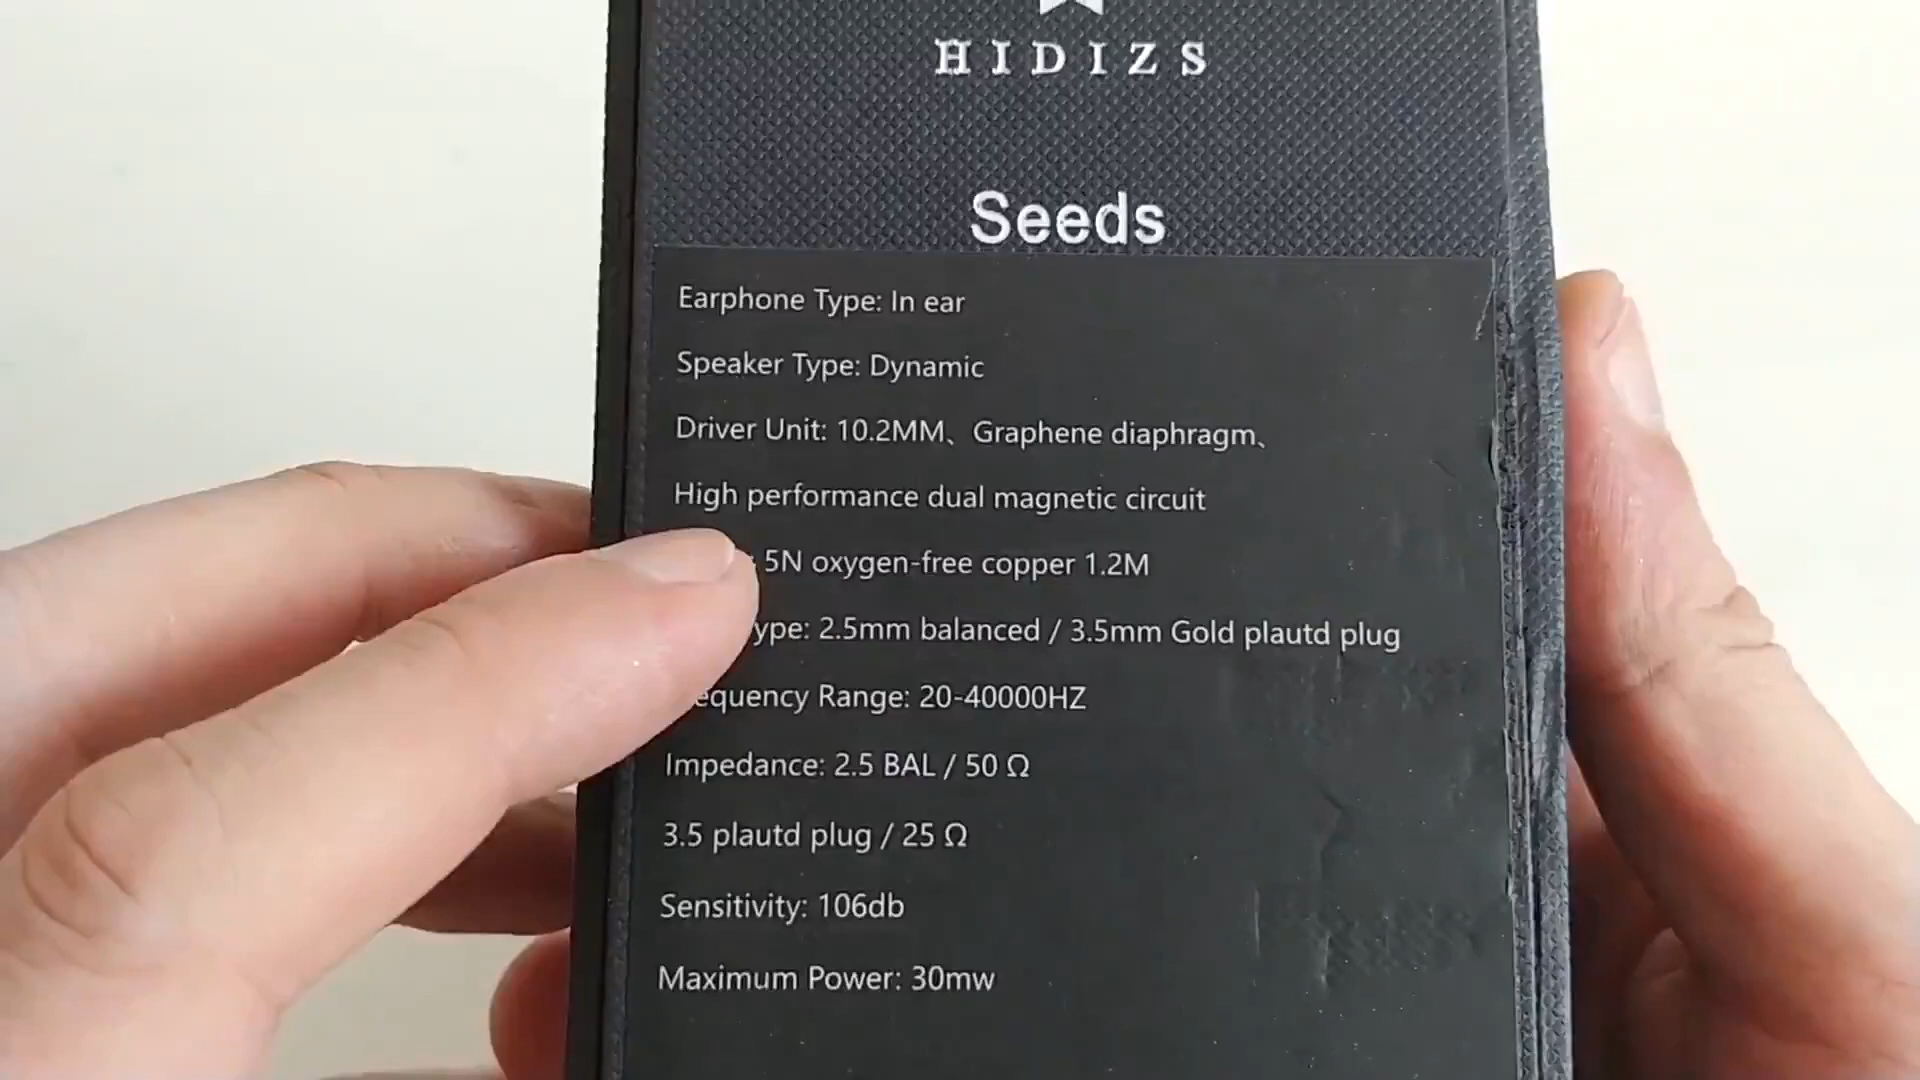 HIDIZS
Seeds
Earphone Type: In ear
Speaker Type: Dynamic
Driver Unit: 10.2MM、Graphene diaphragm、
High performance dual magnetic circuit
: 5N oxygen-free copper 1.2M
ype: 2.5mm balanced / 3.5mm Gold plautd plug
equency Range: 20-40000HZ
Impedance: 2.5 BAL / 50 Ω
3.5 plautd plug / 25 Ω
Sensitivity: 106db
Maximum Power: 30mw